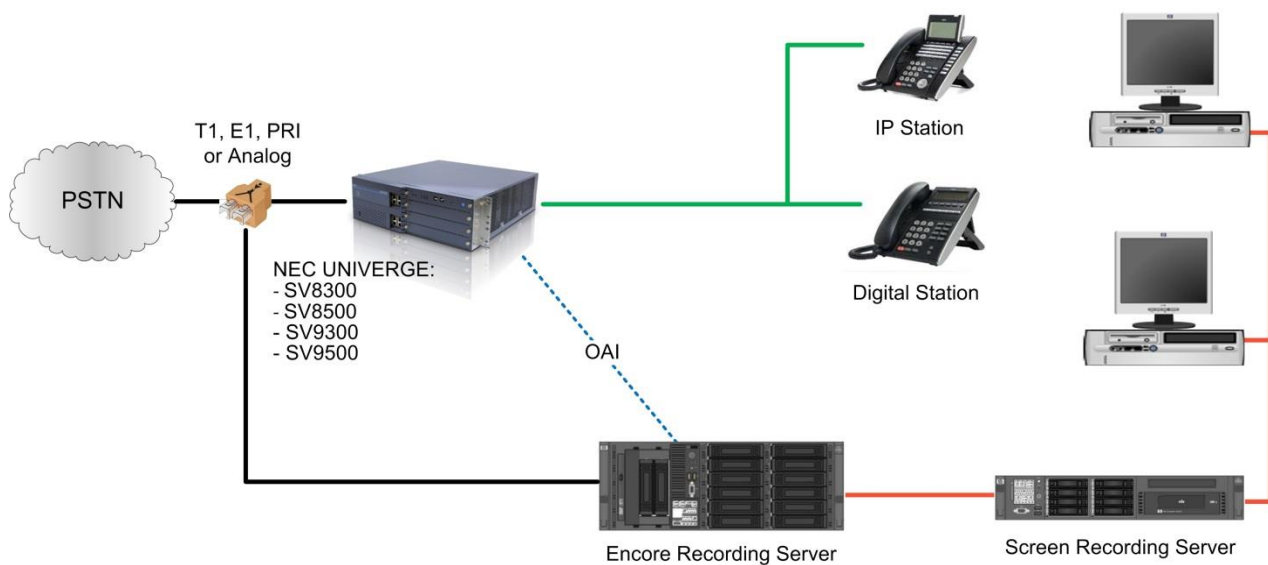 T1, E1, PRI
or Analog
PSTN
IP Station
NEC UNIVERGE:
- SV8300
- SV8500
- SV9300
- SV9500
Digital Station
OAI
Encore Recording Server
Screen Recording Server